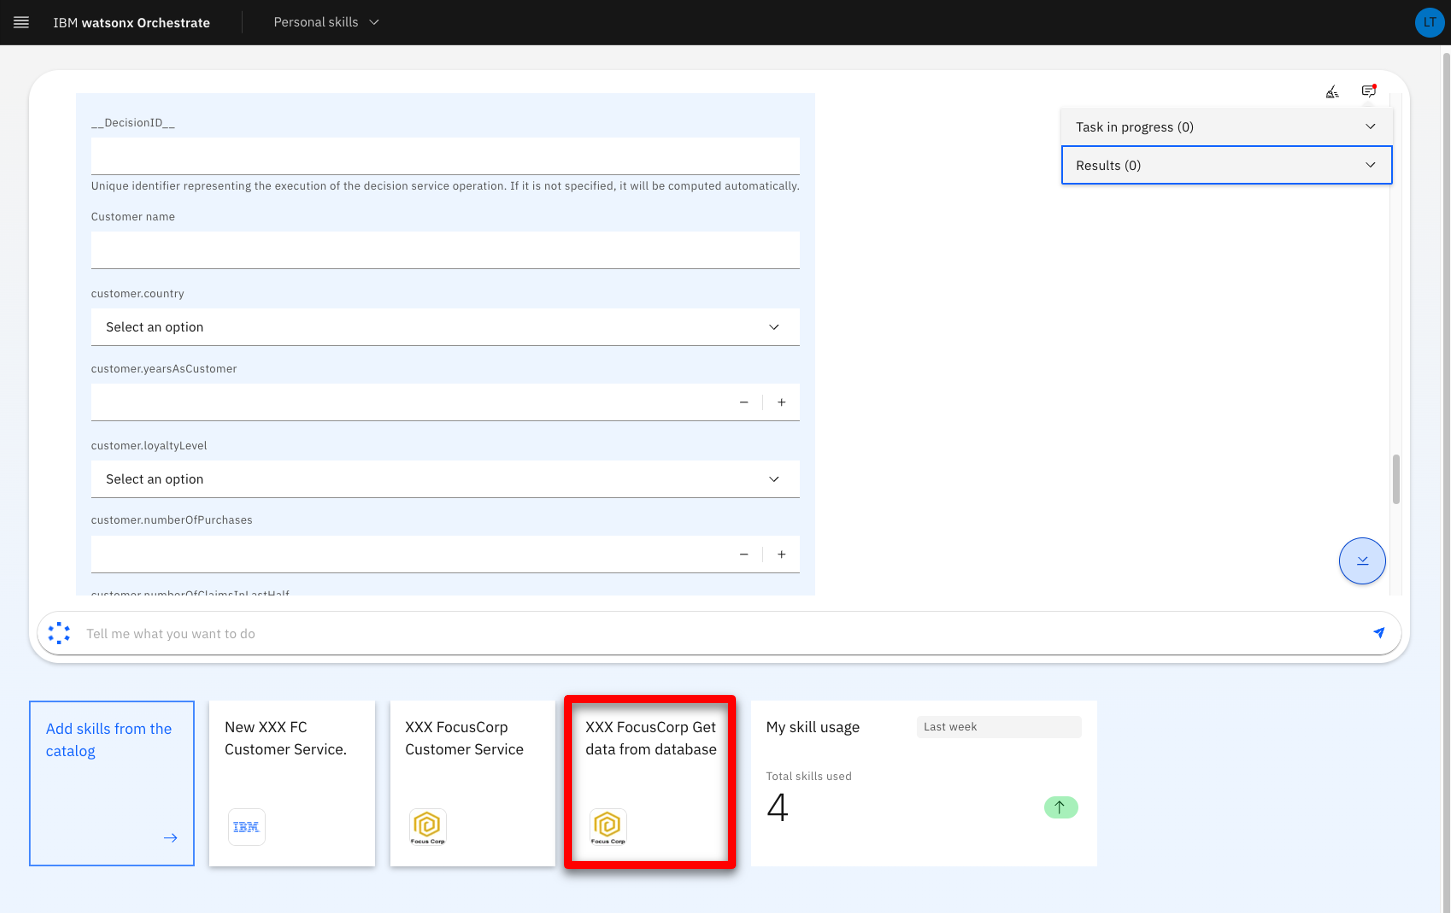 IBM watsonx Orchestrate
Personal skills
LT
__DecisionID__
Unique identifier representing the execution of the decision service operation. If it is not specified, it will be computed automatically.
Customer name
customer.country
Select an option
customer.yearsAsCustomer
customer.loyaltyLevel
Select an option
customer.numberOfPurchases
customer.numberOfClaimsInLastHalf
Task in progress (0)
Results (0)
Tell me what you want to do
Add skills from the
catalog
New XXX FC
Customer Service.
IBM
XXX FocusCorp
Customer Service
Focus Corp
XXX FocusCorp Get
data from database
Focus Corp
My skill usage
Last week
Total skills used
4